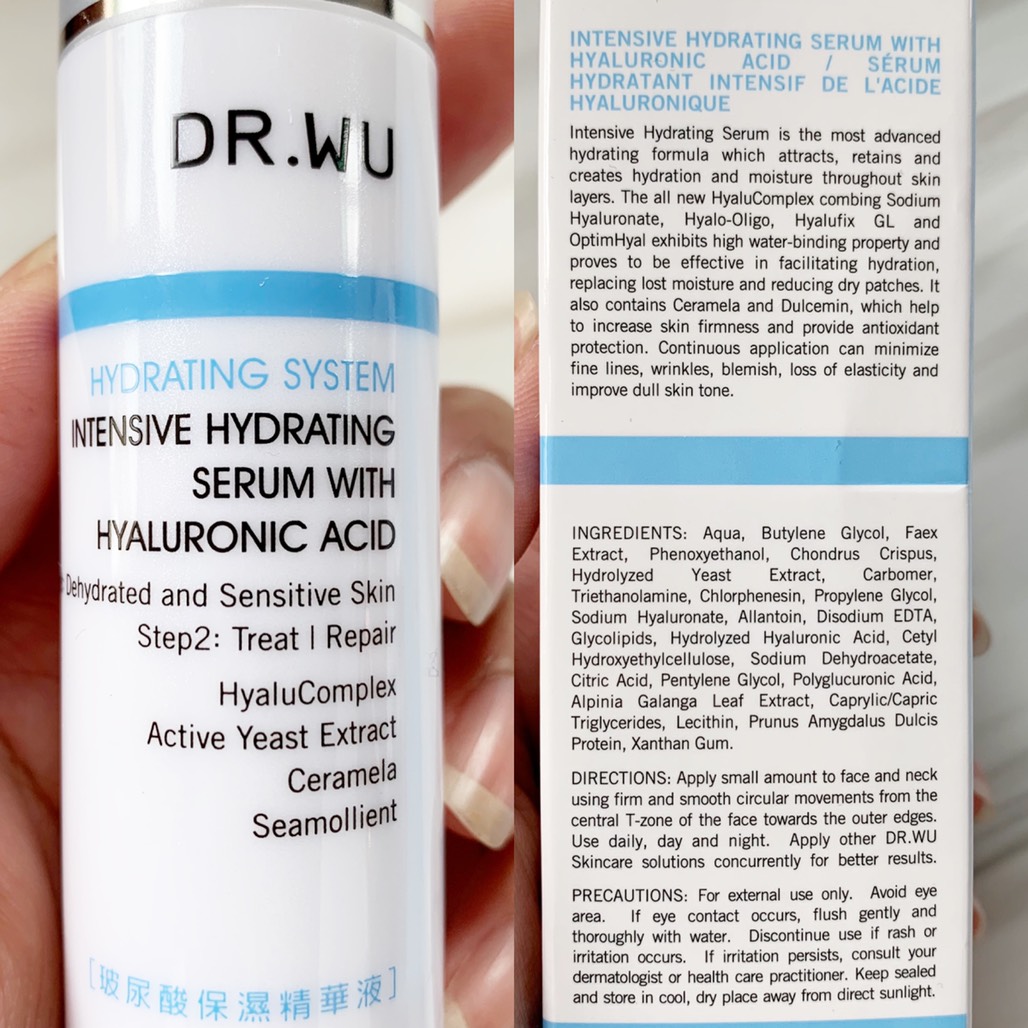 DR.WU
HYDRATING SYSTEM
INTENSIVE HYDRATING
SERUM WITH
HYALURONIC ACID
Dehydrated and Sensitive Skin
Step2: Treat | Repair
HyaluComplex
Active Yeast Extract
Ceramela
Seamollient
[玻尿酸保濕精華液]
INTENSIVE HYDRATING SERUM WITH
HYALURONIC ACID / SÉRUM
HYDRATANT INTENSIF DE L'ACIDE
HYALURONIQUE
Intensive Hydrating Serum is the most advanced
hydrating formula which attracts, retains and
creates hydration and moisture throughout skin
layers. The all new HyaluComplex combing Sodium
Hyaluronate, Hyalo-Oligo, Hyalufix GL and
OptimHyal exhibits high water-binding property and
proves to be effective in facilitating hydration,
replacing lost moisture and reducing dry patches. It
also contains Ceramela and Dulcemin, which help
to increase skin firmness and provide antioxidant
protection. Continuous application can minimize
fine lines, wrinkles, blemish, loss of elasticity and
improve dull skin tone.
INGREDIENTS: Aqua, Butylene Glycol, Faex
Extract, Phenoxyethanol, Chondrus Crispus,
Hydrolyzed Yeast Extract, Carbomer,
Triethanolamine, Chlorphenesin, Propylene Glycol,
Sodium Hyaluronate, Allantoin, Disodium EDTA,
Glycolipids, Hydrolyzed Hyaluronic Acid, Cetyl
Hydroxyethylcellulose, Sodium Dehydroacetate,
Citric Acid, Pentylene Glycol, Polyglucuronic Acid,
Alpinia Galanga Leaf Extract, Caprylic/Capric
Triglycerides, Lecithin, Prunus Amygdalus Dulcis
Protein, Xanthan Gum.
DIRECTIONS: Apply small amount to face and neck
using firm and smooth circular movements from the
central T-zone of the face towards the outer edges.
Use daily, day and night. Apply other DR.WU
Skincare solutions concurrently for better results.
PRECAUTIONS: For external use only. Avoid eye
area. If eye contact occurs, flush gently and
thoroughly with water. Discontinue use if rash or
irritation occurs. If irritation persists, consult your
dermatologist or health care practitioner. Keep sealed
and store in cool, dry place away from direct sunlight.